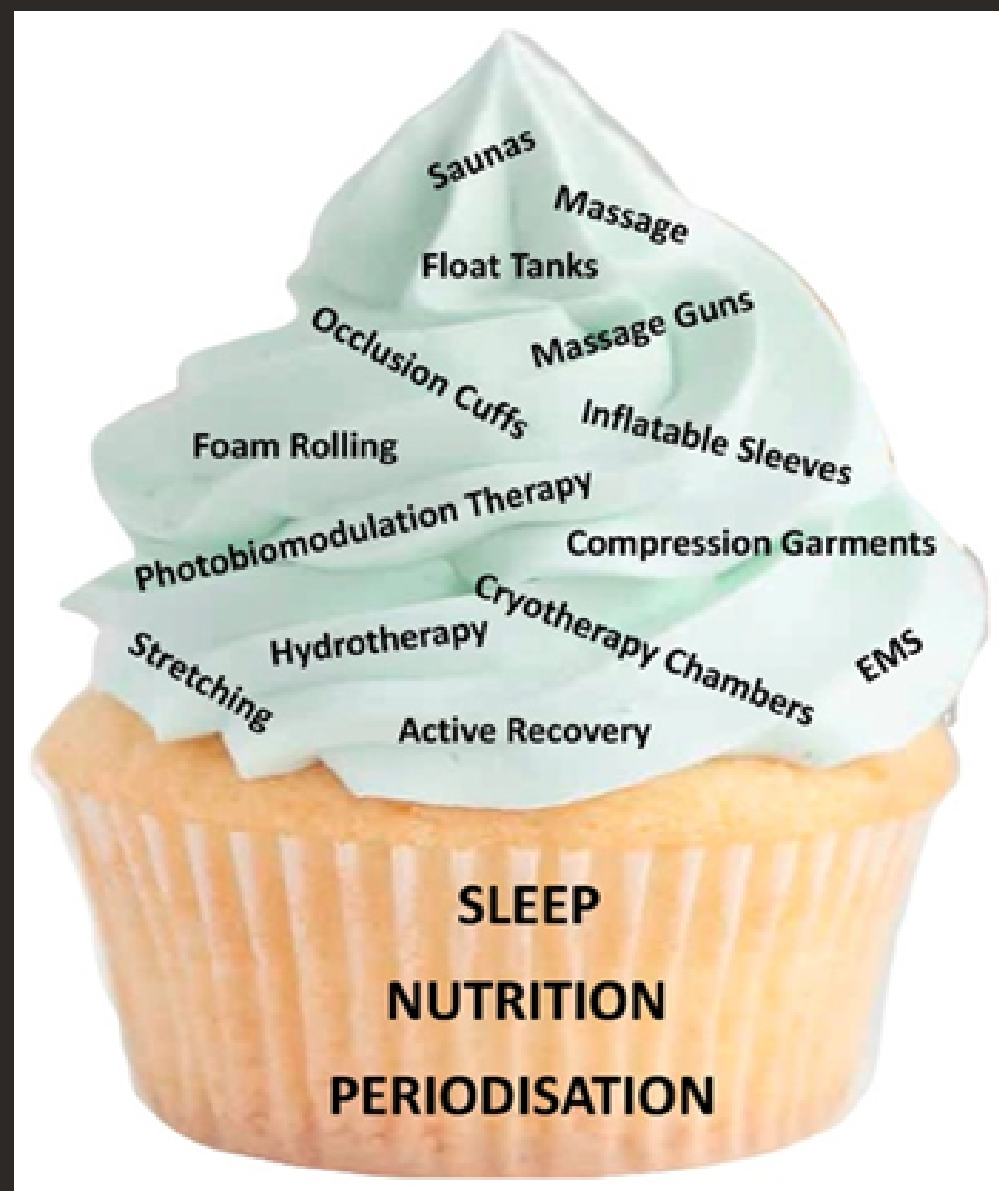 Saunas
Massage
Float Tanks
Massage Guns
Occlusion Cuffs
Inflatable Sleeves
Foam Rolling
Photobiomodulation Therapy
Compression Garments
Cryotherapy Chambers
Hydrotherapy
Stretching
EMS
Active Recovery
SLEEP
NUTRITION
PERIODISATION